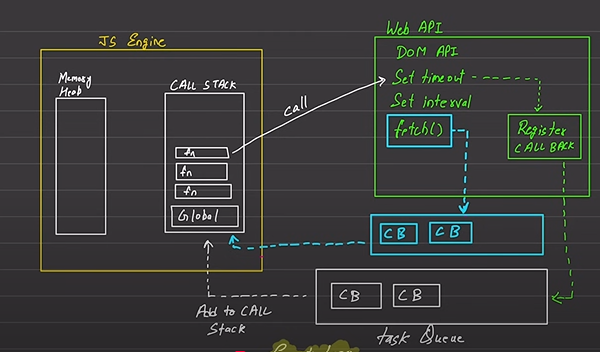 JS Engine
Memory
Heap
CALL STACK
fn
fn
fn
Global
call
Web API
DOM API
Set timeout
Set interval
fetch()
Register
CALL BACK
CB
CB
CB
CB
Add to CALL
Stack
task Queue